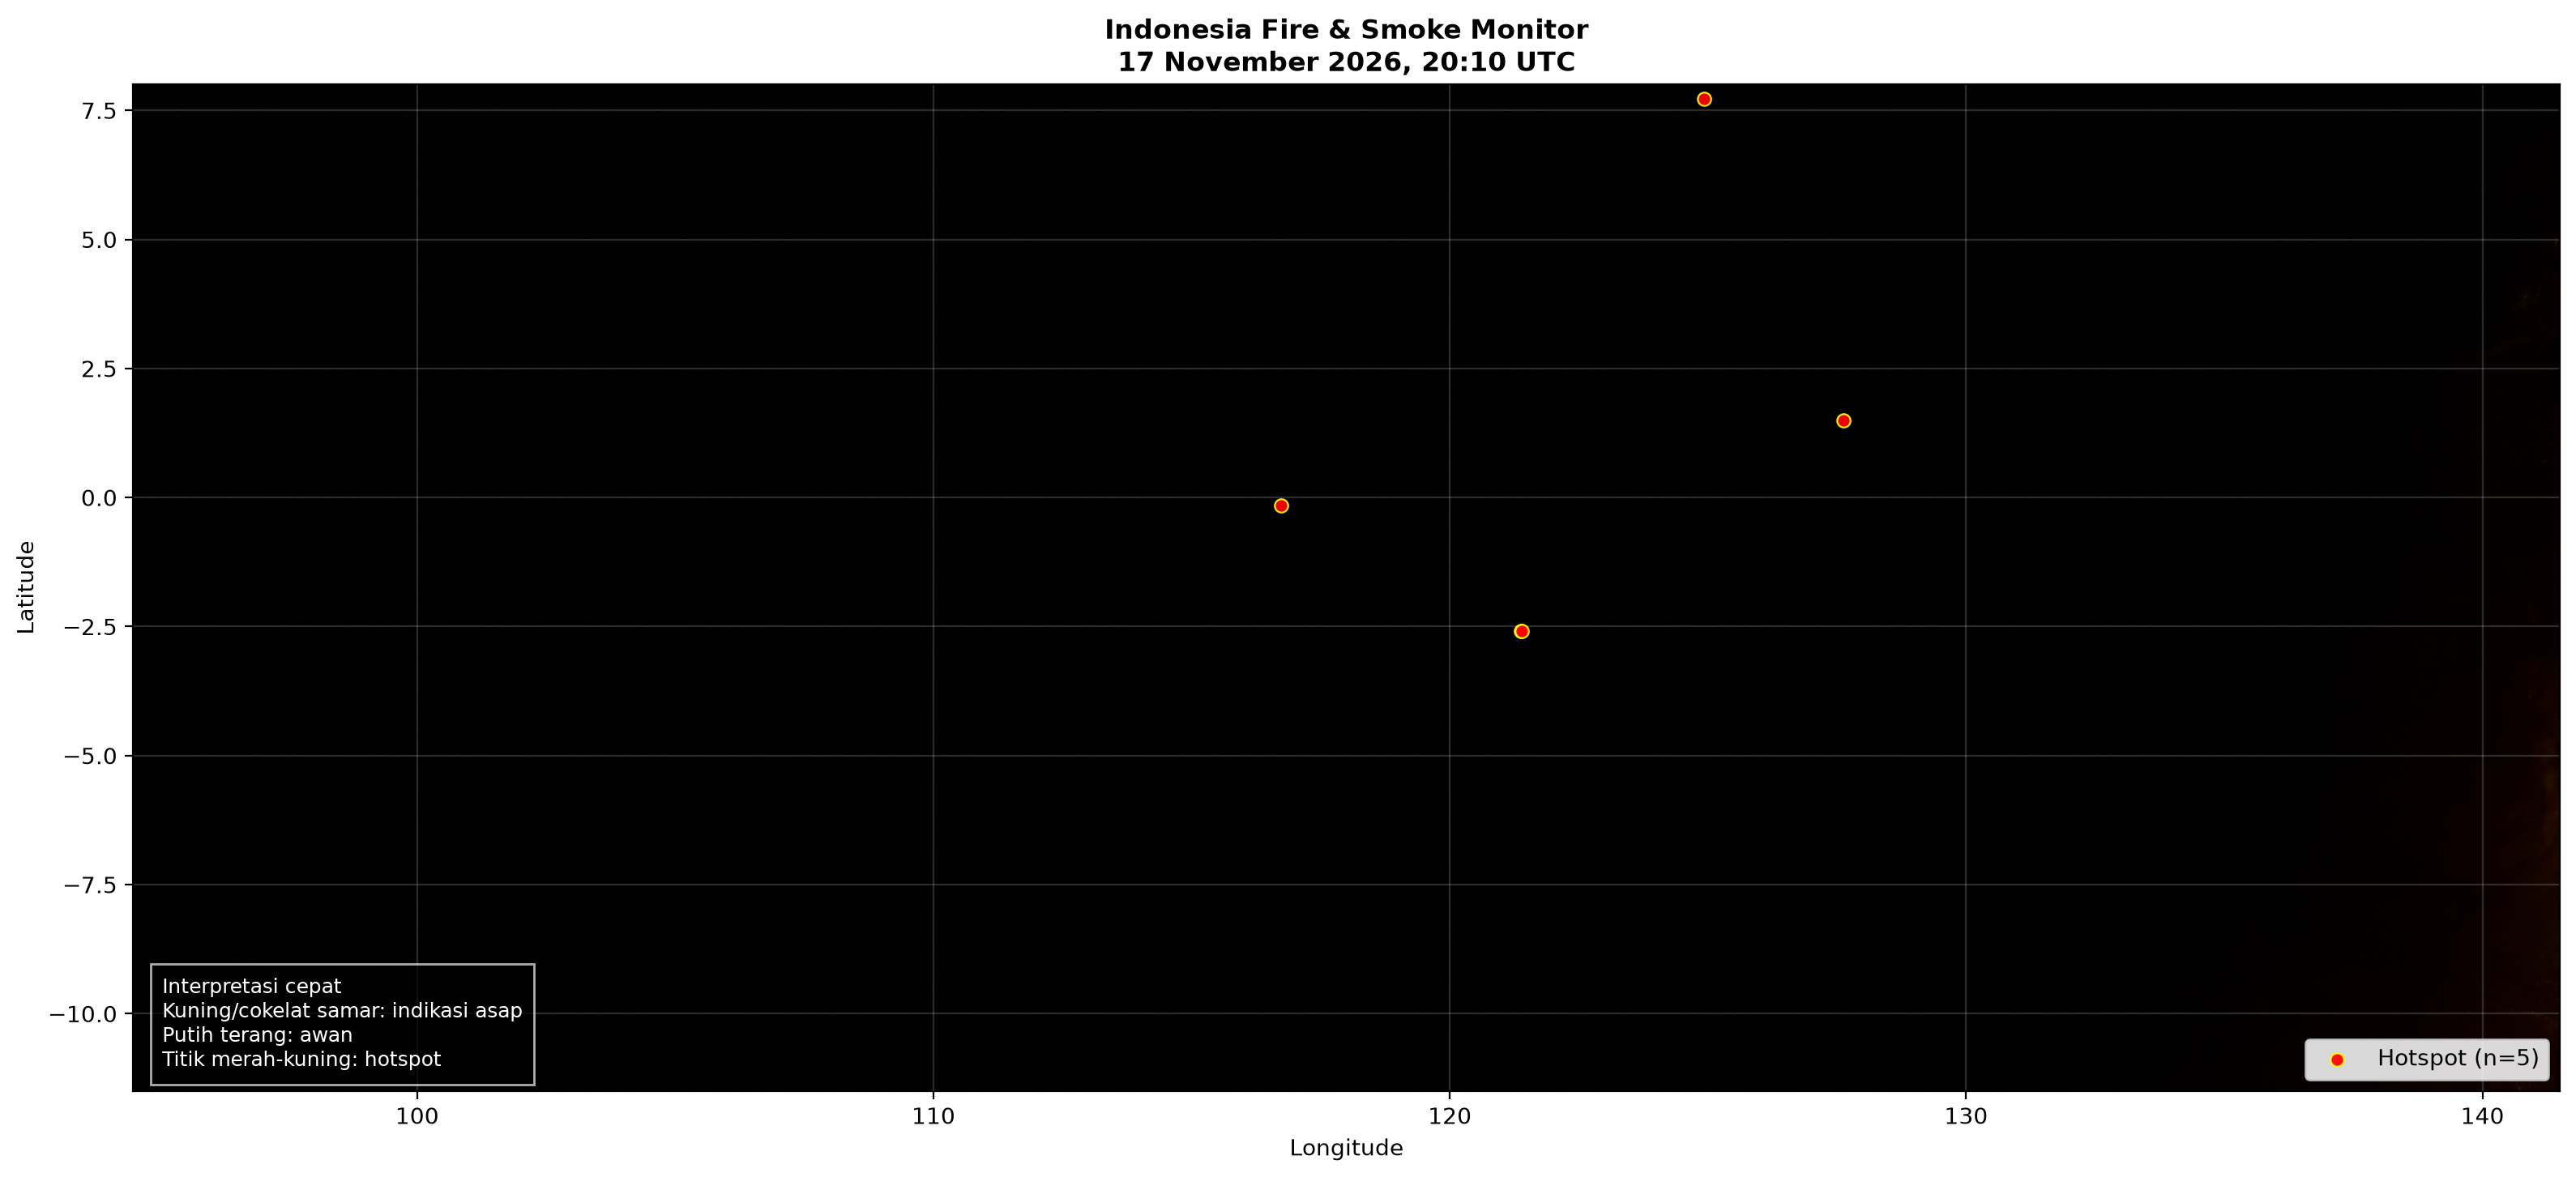 Indonesia Fire & Smoke Monitor
17 November 2026, 20:10 UTC
7.5
5.0
2.5
0.0
−2.5
−5.0
−7.5
−10.0
Latitude
Interpretasi cepat
Kuning/cokelat samar: indikasi asap
Putih terang: awan
Titik merah-kuning: hotspot
Hotspot (n=5)
100
110
120
130
140
Longitude